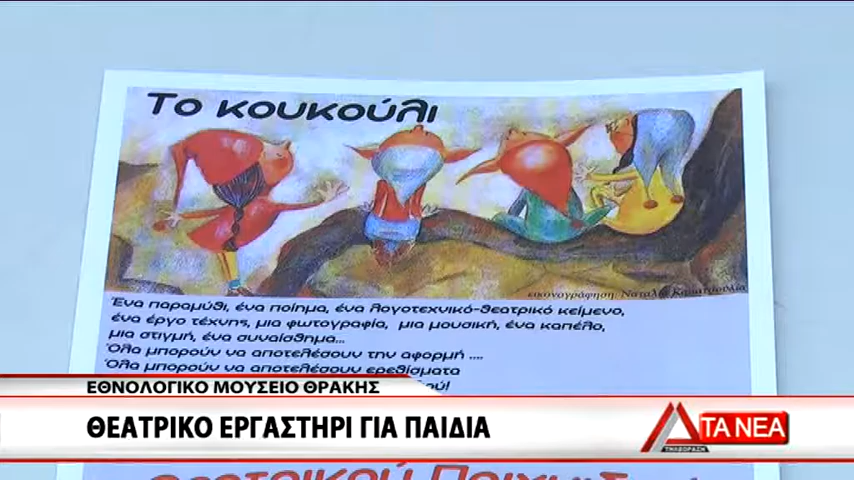 Το κουκούλι
εικονογράφηση: Ναταλία Καπατσούλια
Ένα παραμύθι, ένα ποίημα, ένα λογοτεχνικό-θεατρικό κείμενο,
ένα έργο τέχνης, μια φωτογραφία, μια μουσική, ένα καπέλο,
μια στιγμή, ένα συναίσθημα...
Όλα μπορούν να αποτελέσουν την αφορμή ....
Όλα μπορούν να αποτελέσουν ερεθίσματα
ΕΘΝΟΛΟΓΙΚΟ ΜΟΥΣΕΙΟ ΘΡΑΚΗΣ
ΘΕΑΤΡΙΚΟ ΕΡΓΑΣΤΗΡΙ ΓΙΑ ΠΑΙΔΙΑ
ΤΑ ΝΕΑ
ΤΗΛΕΟΡΑΣΗ